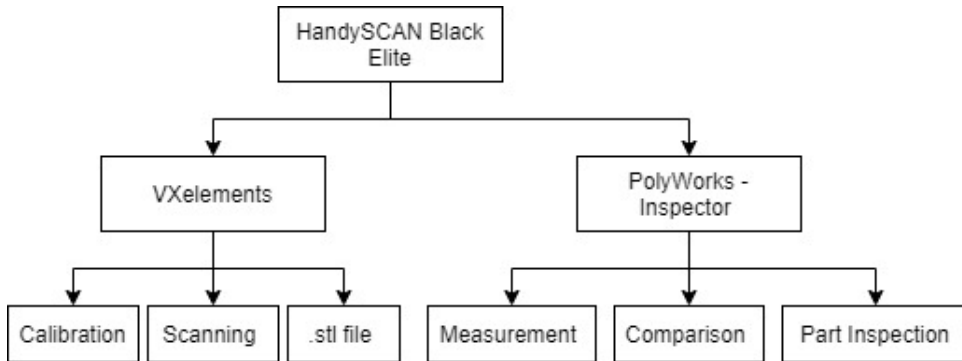 HandySCAN Black
Elite
VXelements
PolyWorks -
Inspector
Calibration
Scanning
.stl file
Measurement
Comparison
Part Inspection